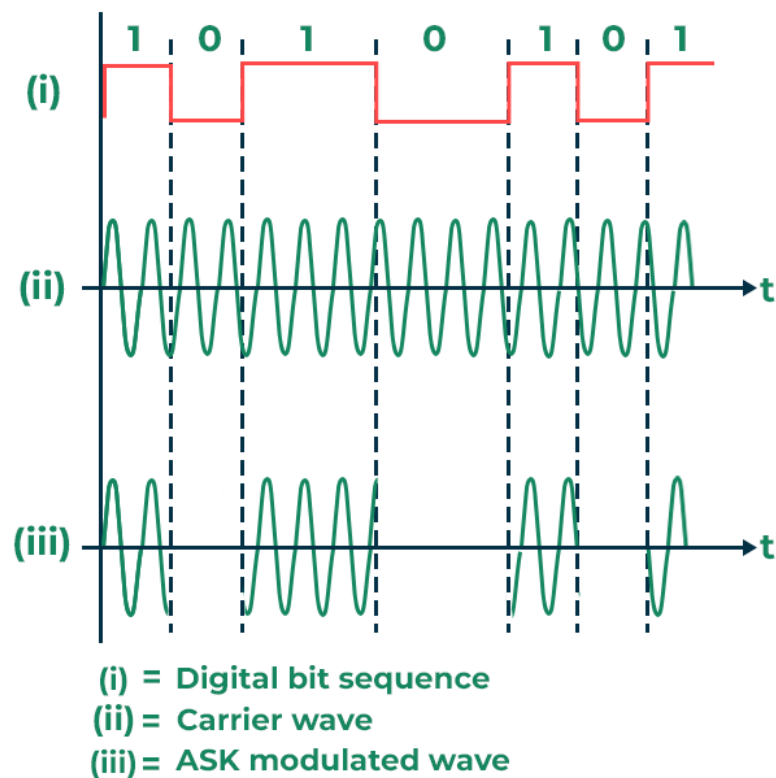 1 0 1 0 1 0 1
(i)
(ii) t
(iii) t
(i) = Digital bit sequence
(ii) = Carrier wave
(iii) = ASK modulated wave